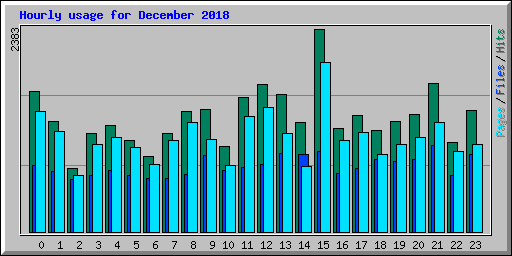 Hourly usage for December 2018
2383
Pages/Files/Hits
0 1 2 3 4 5 6 7 8 9 10 11 12 13 14 15 16 17 18 19 20 21 22 23